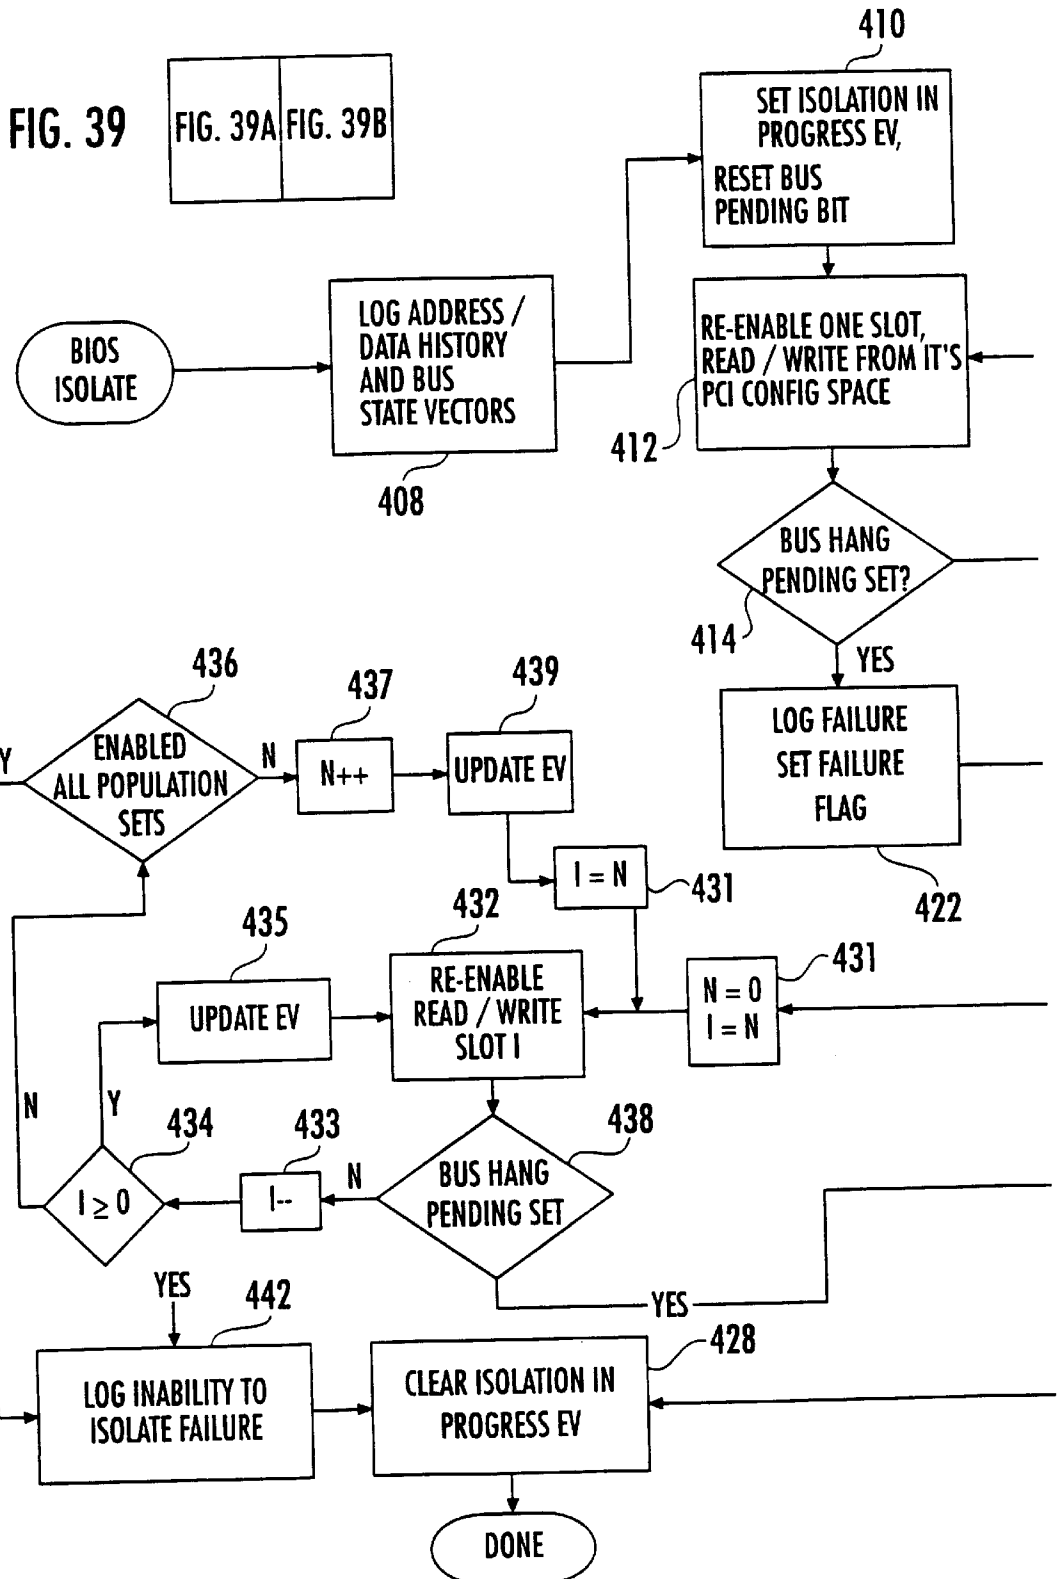 410
FIG. 39
FIG. 39A
FIG. 39B
SET ISOLATION IN
PROGRESS EV,
RESET BUS
PENDING BIT
BIOS
ISOLATE
LOG ADDRESS /
DATA HISTORY
AND BUS
STATE VECTORS
408
RE-ENABLE ONE SLOT,
READ / WRITE FROM IT'S
PCI CONFIG SPACE
412
BUS HANG
PENDING SET?
414
YES
LOG FAILURE
SET FAILURE
FLAG
422
436
Y
ENABLED
ALL POPULATION
SETS
N
437
N++
439
UPDATE EV
I = N
431
435
UPDATE EV
432
RE-ENABLE
READ / WRITE
SLOT I
431
N = 0
I = N
N
Y
434
I ≥ 0
433
I--
N
438
BUS HANG
PENDING SET
YES
YES
442
LOG INABILITY TO
ISOLATE FAILURE
428
CLEAR ISOLATION IN
PROGRESS EV
DONE